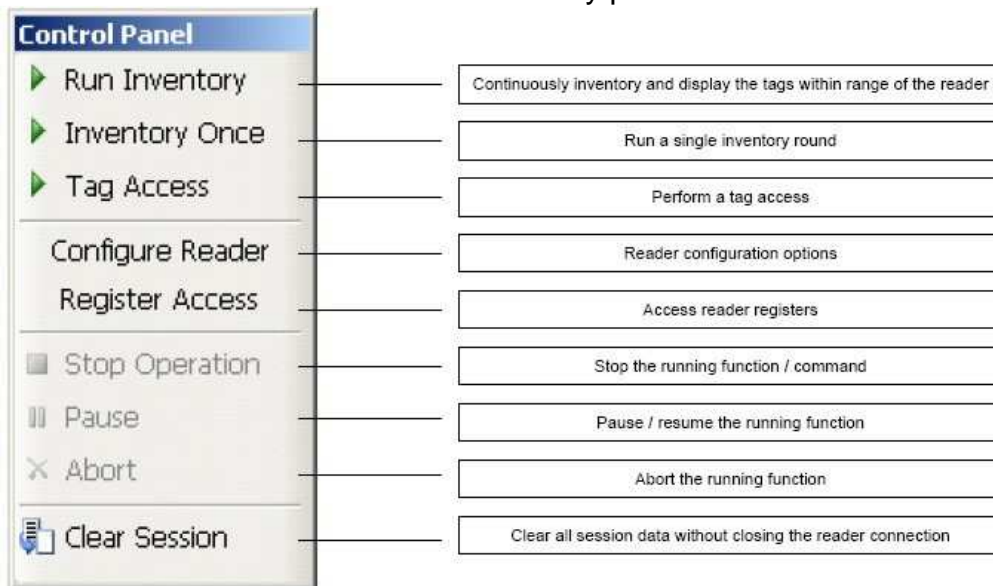 Control Panel
Run Inventory
Continuously inventory and display the tags within range of the reader
Inventory Once
Run a single inventory round
Tag Access
Perform a tag access
Configure Reader
Reader configuration options
Register Access
Access reader registers
Stop Operation
Stop the running function / command
Pause
Pause / resume the running function
Abort
Abort the running function
Clear Session
Clear all session data without closing the reader connection